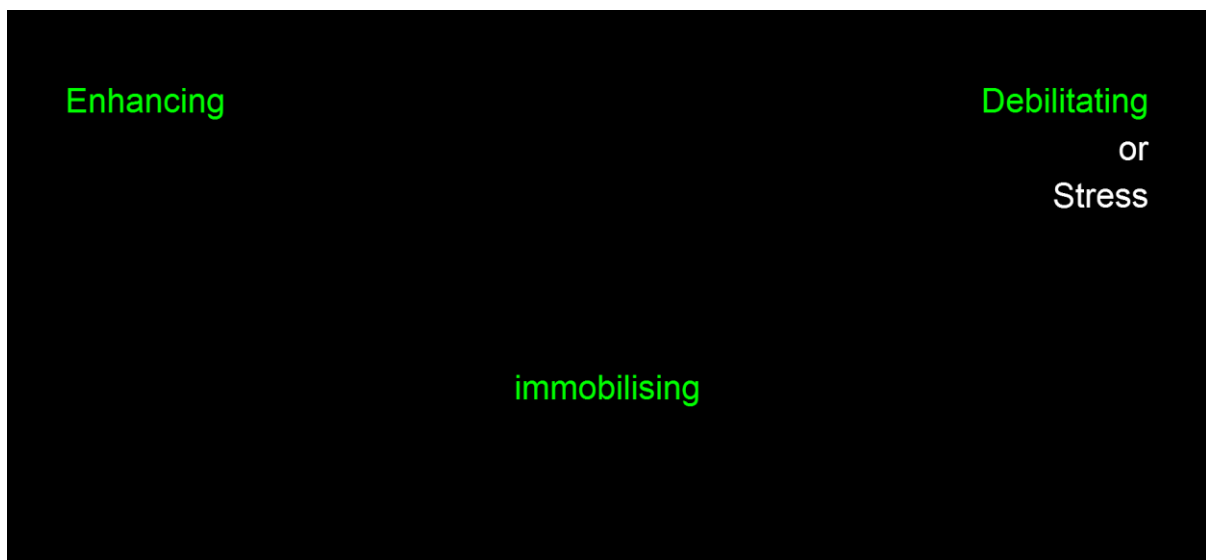 Enhancing
Debilitating
or
Stress
immobilising